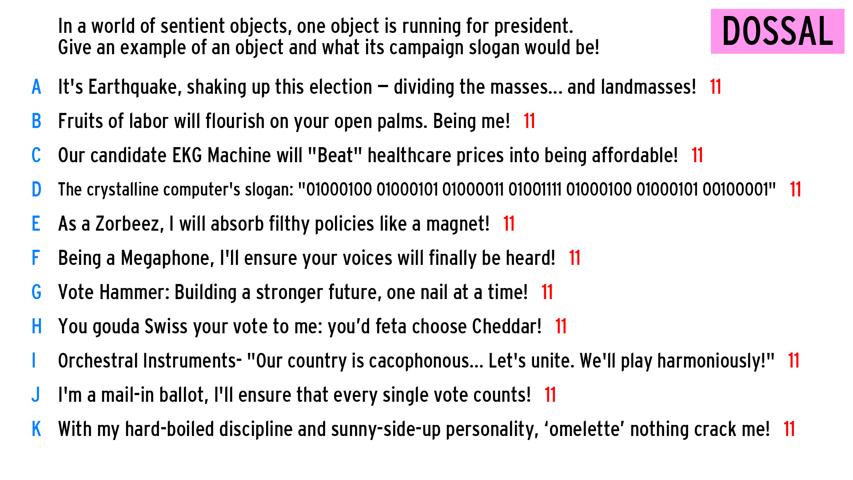 In a world of sentient objects, one object is running for president.
Give an example of an object and what its campaign slogan would be!
DOSSAL
A It's Earthquake, shaking up this election – dividing the masses... and landmasses! 11
B Fruits of labor will flourish on your open palms. Being me! 11
C Our candidate EKG Machine will "Beat" healthcare prices into being affordable! 11
D The crystalline computer's slogan: "01000100 01000101 01000011 01001111 01000100 01000101 00100001" 11
E As a Zorbeez, I will absorb filthy policies like a magnet! 11
F Being a Megaphone, I'll ensure your voices will finally be heard! 11
G Vote Hammer: Building a stronger future, one nail at a time! 11
H You gouda Swiss your vote to me: you’d feta choose Cheddar! 11
I Orchestral Instruments- "Our country is cacophonous... Let's unite. We'll play harmoniously!" 11
J I'm a mail-in ballot, I'll ensure that every single vote counts! 11
K With my hard-boiled discipline and sunny-side-up personality, ‘omelette’ nothing crack me! 11